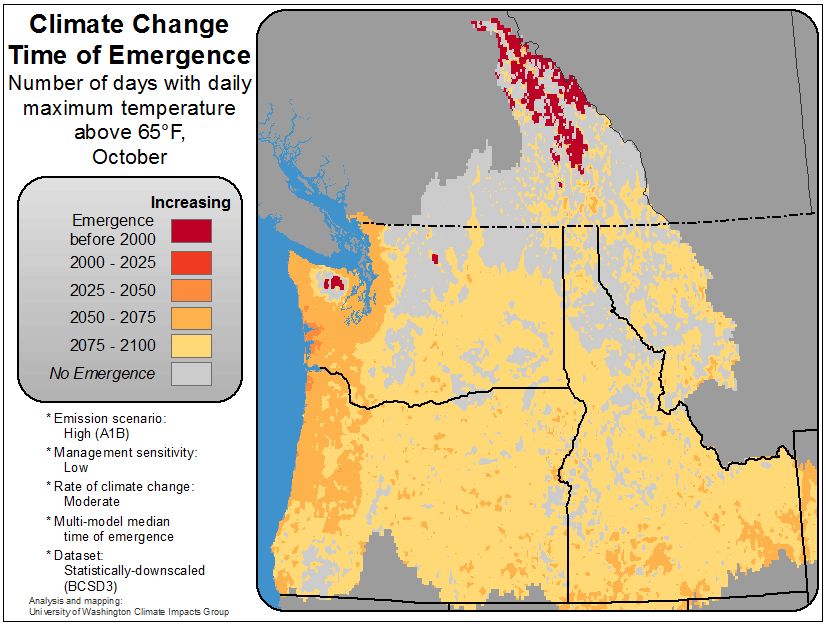 Climate Change
Time of Emergence
Number of days with daily
maximum temperature
above 65°F,
October
Increasing
Emergence
before 2000
2000 - 2025
2025 - 2050
2050 - 2075
2075 - 2100
No Emergence
* Emission scenario:
High (A1B)
* Management sensitivity:
Low
* Rate of climate change:
Moderate
* Multi-model median
time of emergence
* Dataset:
Statistically-downscaled
(BCSD3)
Analysis and mapping:
University of Washington Climate Impacts Group